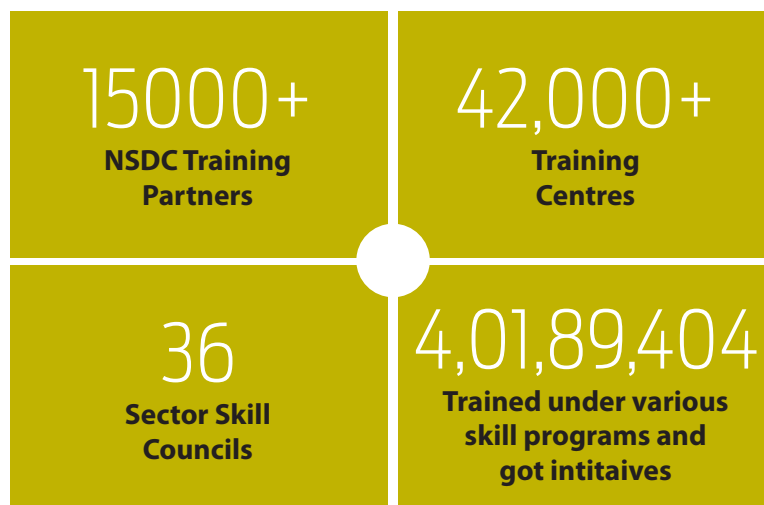 15000+
NSDC Training
Partners
42,000+
Training
Centres
36
Sector Skill
Councils
4,01,89,404
Trained under various
skill programs and
got intitaives